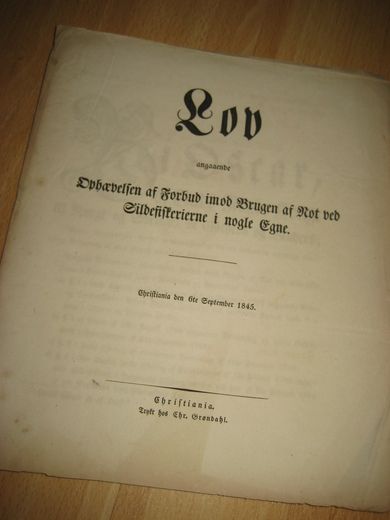 Lov
angaaende
Ophævelsen af Forbud imod Brugen af Not ved
Sildefiskerierne i nogle Egne.
Christiania den 6te September 1845.
Christiania.
Trykt hos Chr. Grøndahl.